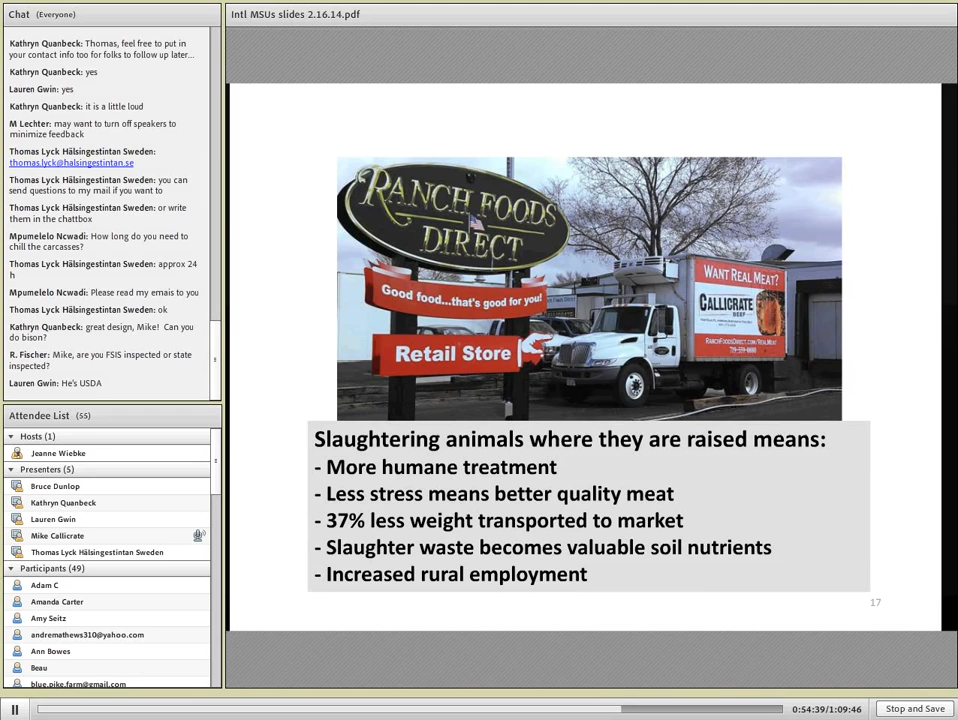 Chat (Everyone)
Kathryn Quanbeck: Thomas, feel free to put in
your contact info too for folks to follow up later...
Kathryn Quanbeck: yes
Lauren Gwin: yes
Kathryn Quanbeck: it is a little loud
M Lechter: may want to turn off speakers to
minimize feedback
Thomas Lyck Hälsingestintan Sweden:
thomas.lyck@halsingestintan.se
Thomas Lyck Hälsingestintan Sweden: you can
send questions to my mail if you want to
Thomas Lyck Hälsingestintan Sweden: or write
them in the chattbox
Mpumelelo Ncwadi: How long do you need to
chill the carcasses?
Thomas Lyck Hälsingestintan Sweden: approx 24
h
Mpumelelo Ncwadi: Please read my emais to you
Thomas Lyck Hälsingestintan Sweden: ok
Kathryn Quanbeck: great design, Mike! Can you
do bison?
R. Fischer: Mike, are you FSIS inspected or state
inspected?
Lauren Gwin: He's USDA
Attendee List (55)
Hosts (1)
Jeanne Wiebke
Presenters (5)
Bruce Dunlop
Kathryn Quanbeck
Lauren Gwin
Mike Callicrate
Thomas Lyck Hälsingestintan Sweden
Participants (49)
Adam C
Amanda Carter
Amy Seitz
andremathews310@yahoo.com
Ann Bowes
Beau
blue.pike.farm@gmail.com
Intl MSUs slides 2.16.14.pdf
RANCH FOODS
DIRECT
Good food...that's good for you!
Retail Store
WANT REAL MEAT?
CALLICRATE
BEEF
RANCHFOODSDIRECT.COM/REALMEAT
Slaughtering animals where they are raised means:
- More humane treatment
- Less stress means better quality meat
- 37% less weight transported to market
- Slaughter waste becomes valuable soil nutrients
- Increased rural employment
17
0:54:39/1:09:46
Stop and Save